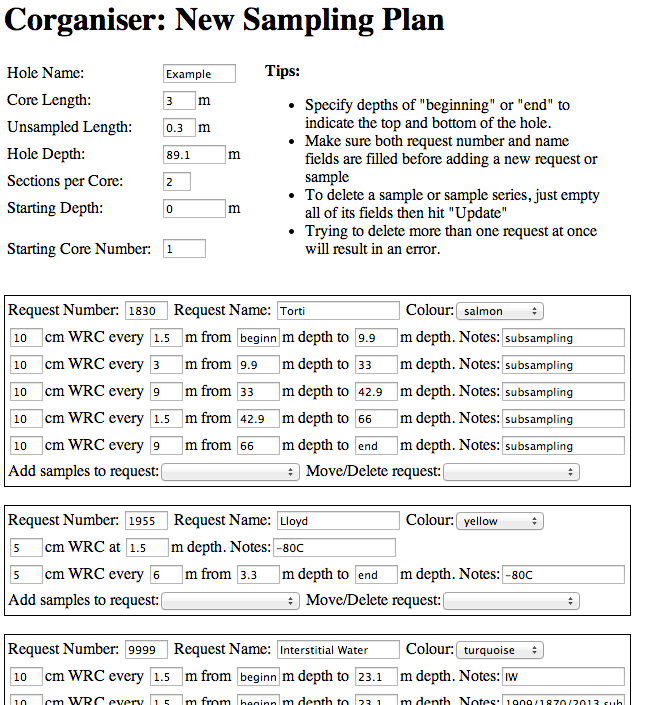 Corganiser: New Sampling Plan
Hole Name: Example
Core Length: 3 m
Unsampled Length: 0.3 m
Hole Depth: 89.1 m
Sections per Core: 2
Starting Depth: 0 m
Starting Core Number: 1
Tips:
Specify depths of "beginning" or "end" to
indicate the top and bottom of the hole.
Make sure both request number and name
fields are filled before adding a new request or
sample
To delete a sample or sample series, just empty
all of its fields then hit "Update"
Trying to delete more than one request at once
will result in an error.
Request Number: 1830 Request Name: Torti Colour: salmon
10 cm WRC every 1.5 m from beginn m depth to 9.9 m depth. Notes: subsampling
10 cm WRC every 3 m from 9.9 m depth to 33 m depth. Notes: subsampling
10 cm WRC every 9 m from 33 m depth to 42.9 m depth. Notes: subsampling
10 cm WRC every 1.5 m from 42.9 m depth to 66 m depth. Notes: subsampling
10 cm WRC every 9 m from 66 m depth to end m depth. Notes: subsampling
Add samples to request: Move/Delete request:
Request Number: 1955 Request Name: Lloyd Colour: yellow
5 cm WRC at 1.5 m depth. Notes: -80C
5 cm WRC every 6 m from 3.3 m depth to end m depth. Notes: -80C
Add samples to request: Move/Delete request:
Request Number: 9999 Request Name: Interstitial Water Colour: turquoise
10 cm WRC every 1.5 m from beginn m depth to 23.1 m depth. Notes: IW
10 cm WRC every 1.5 m from beginn m depth to 23.1 m depth. Notes: 1909/1870/2013 sub